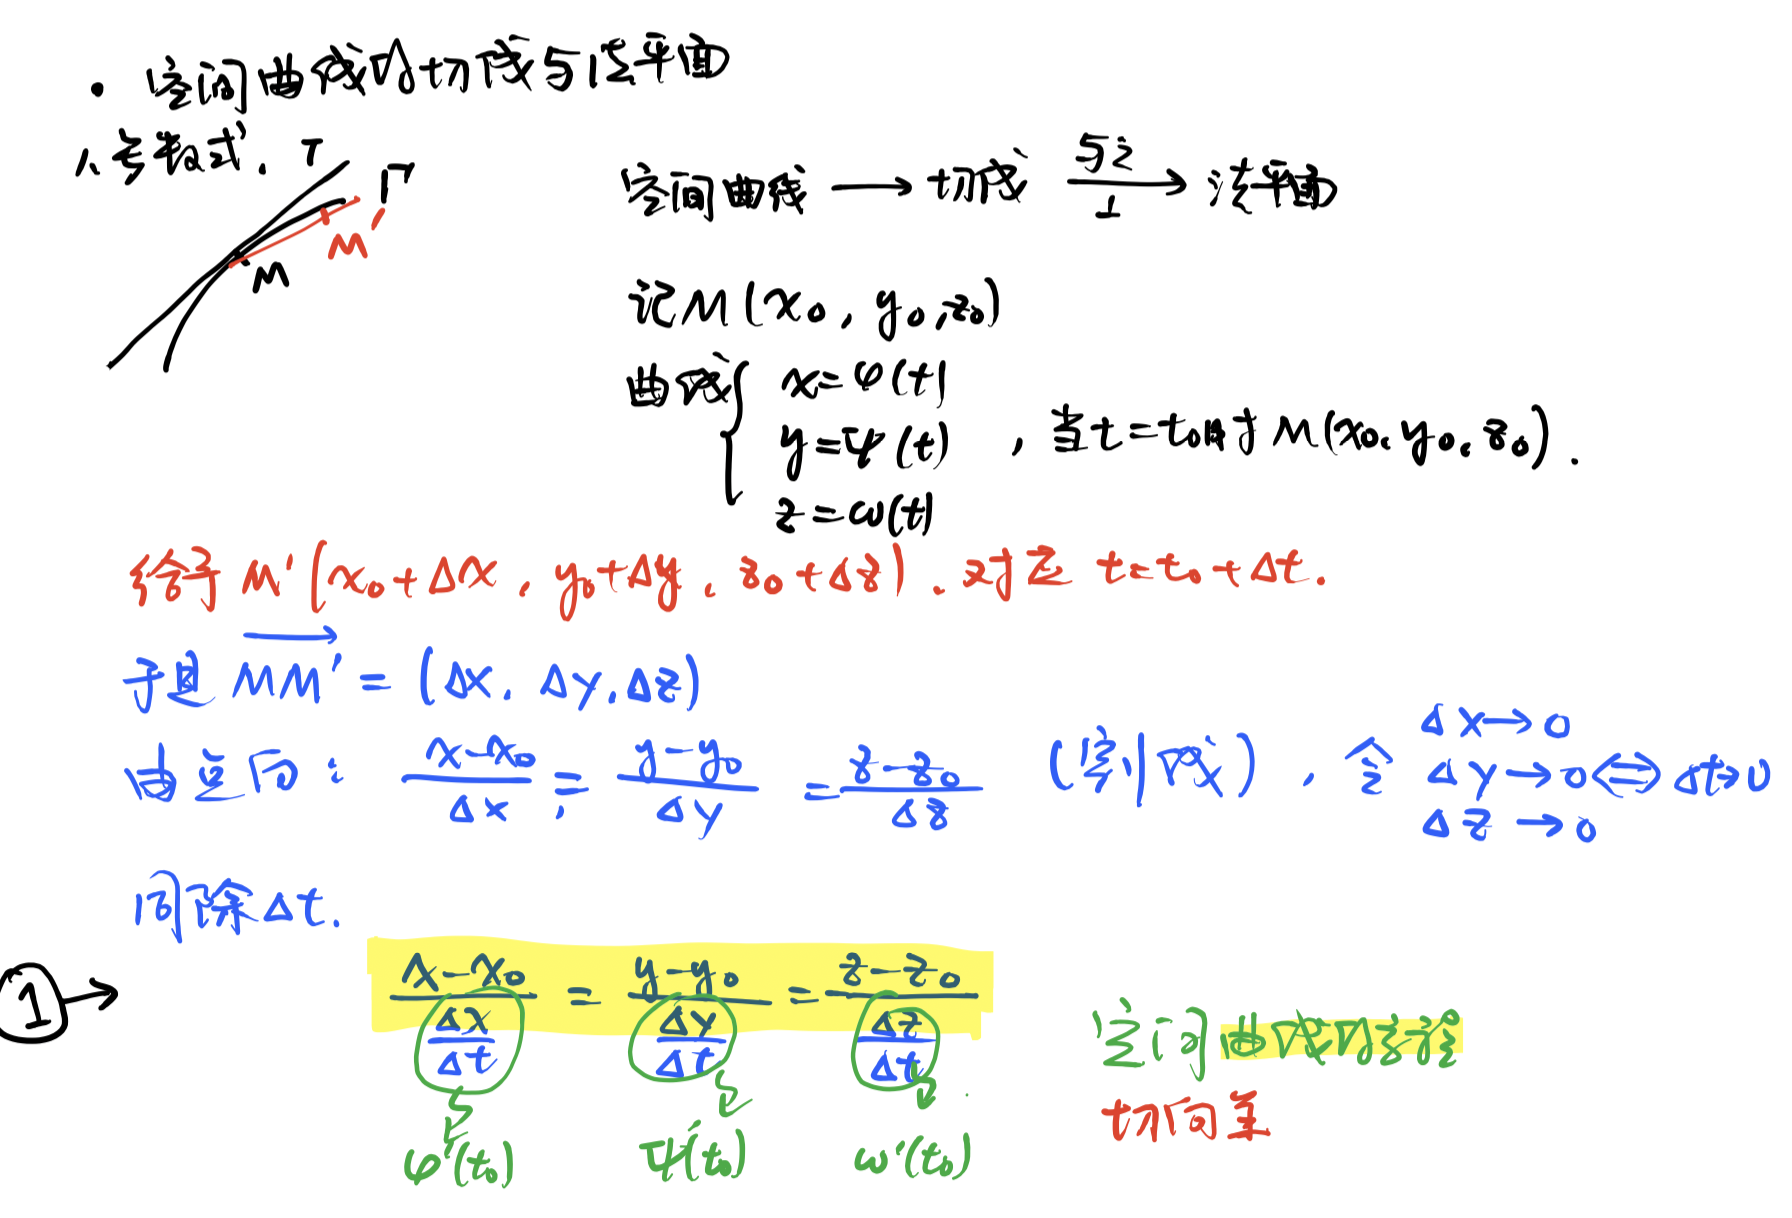 · 空间曲线的切线与法平面
1、参数式.
T
Γ
M'
M
空间曲线 → 切线 与之⊥→ 法平面
记M(x₀, y₀, z₀)
曲线{ x=φ(t)
y=ψ(t) , 当t=t₀时 M(x₀, y₀, z₀).
z=ω(t)
给予 M'(x₀+Δx, y₀+Δy, z₀+Δz). 对应 t=t₀+Δt.
于是 MM' = (Δx, Δy, Δz)
由点向: (x-x₀)/Δx = (y-y₀)/Δy = (z-z₀)/Δz (割线), 令 Δx→0 Δy→0 Δz→0 ⇔ Δt→0
同除Δt.
① → (x-x₀)/(Δx/Δt) = (y-y₀)/(Δy/Δt) = (z-z₀)/(Δz/Δt)
空间曲线的方程
切向量
φ'(t₀) ψ'(t₀) ω'(t₀)